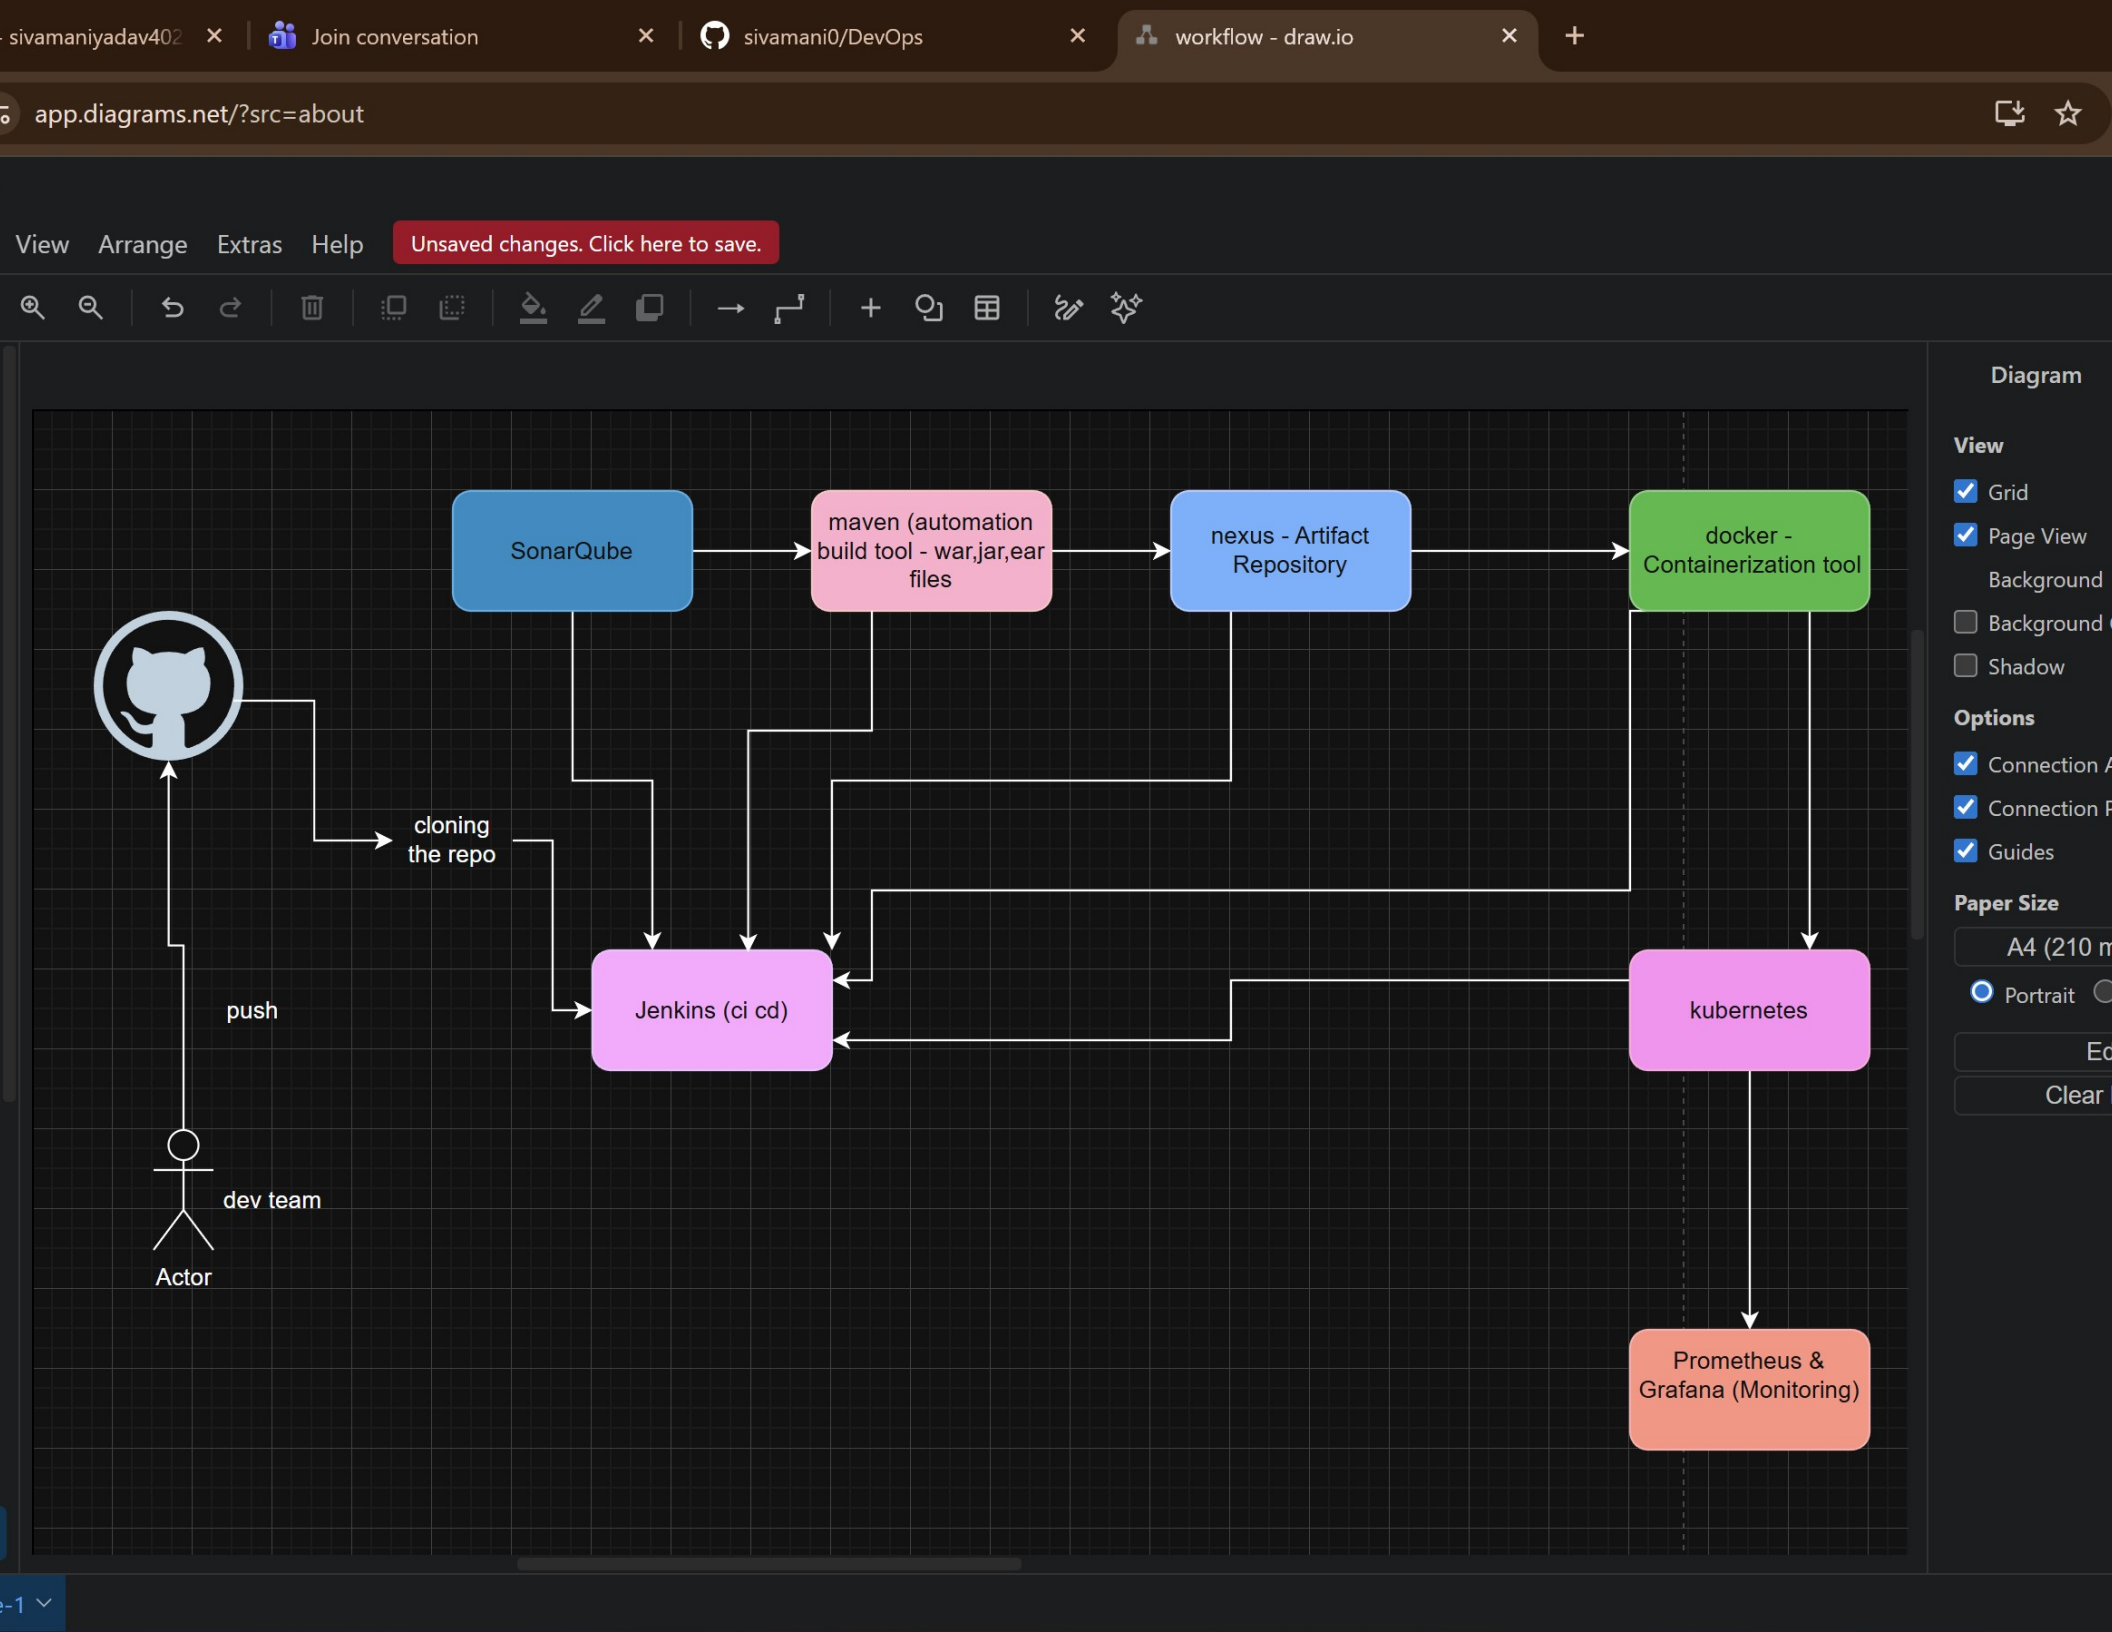 - sivamaniyadav402
Join conversation
sivamani0/DevOps
workflow - draw.io
app.diagrams.net/?src=about
View
Arrange
Extras
Help
Unsaved changes. Click here to save.
Diagram
View
Grid
Page View
Background
Background
Shadow
Options
Connection A
Connection P
Guides
Paper Size
A4 (210 m
Portrait
Ed
Clear
SonarQube
maven (automation
build tool - war,jar,ear
files
nexus - Artifact
Repository
docker -
Containerization tool
cloning
the repo
Jenkins (ci cd)
kubernetes
push
dev team
Actor
Prometheus &
Grafana (Monitoring)
e-1